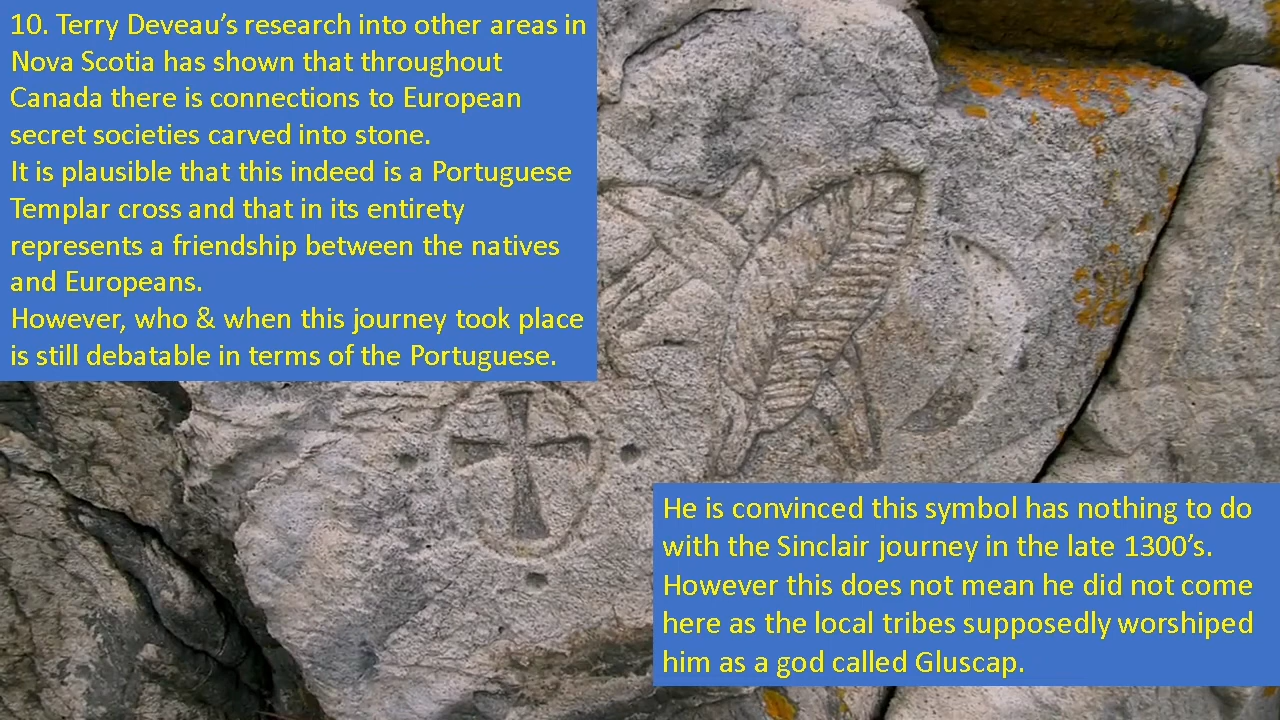 10. Terry Deveau’s research into other areas in
Nova Scotia has shown that throughout
Canada there is connections to European
secret societies carved into stone.
It is plausible that this indeed is a Portuguese
Templar cross and that in its entirety
represents a friendship between the natives
and Europeans.
However, who & when this journey took place
is still debatable in terms of the Portuguese.
He is convinced this symbol has nothing to do
with the Sinclair journey in the late 1300’s.
However this does not mean he did not come
here as the local tribes supposedly worshiped
him as a god called Gluscap.